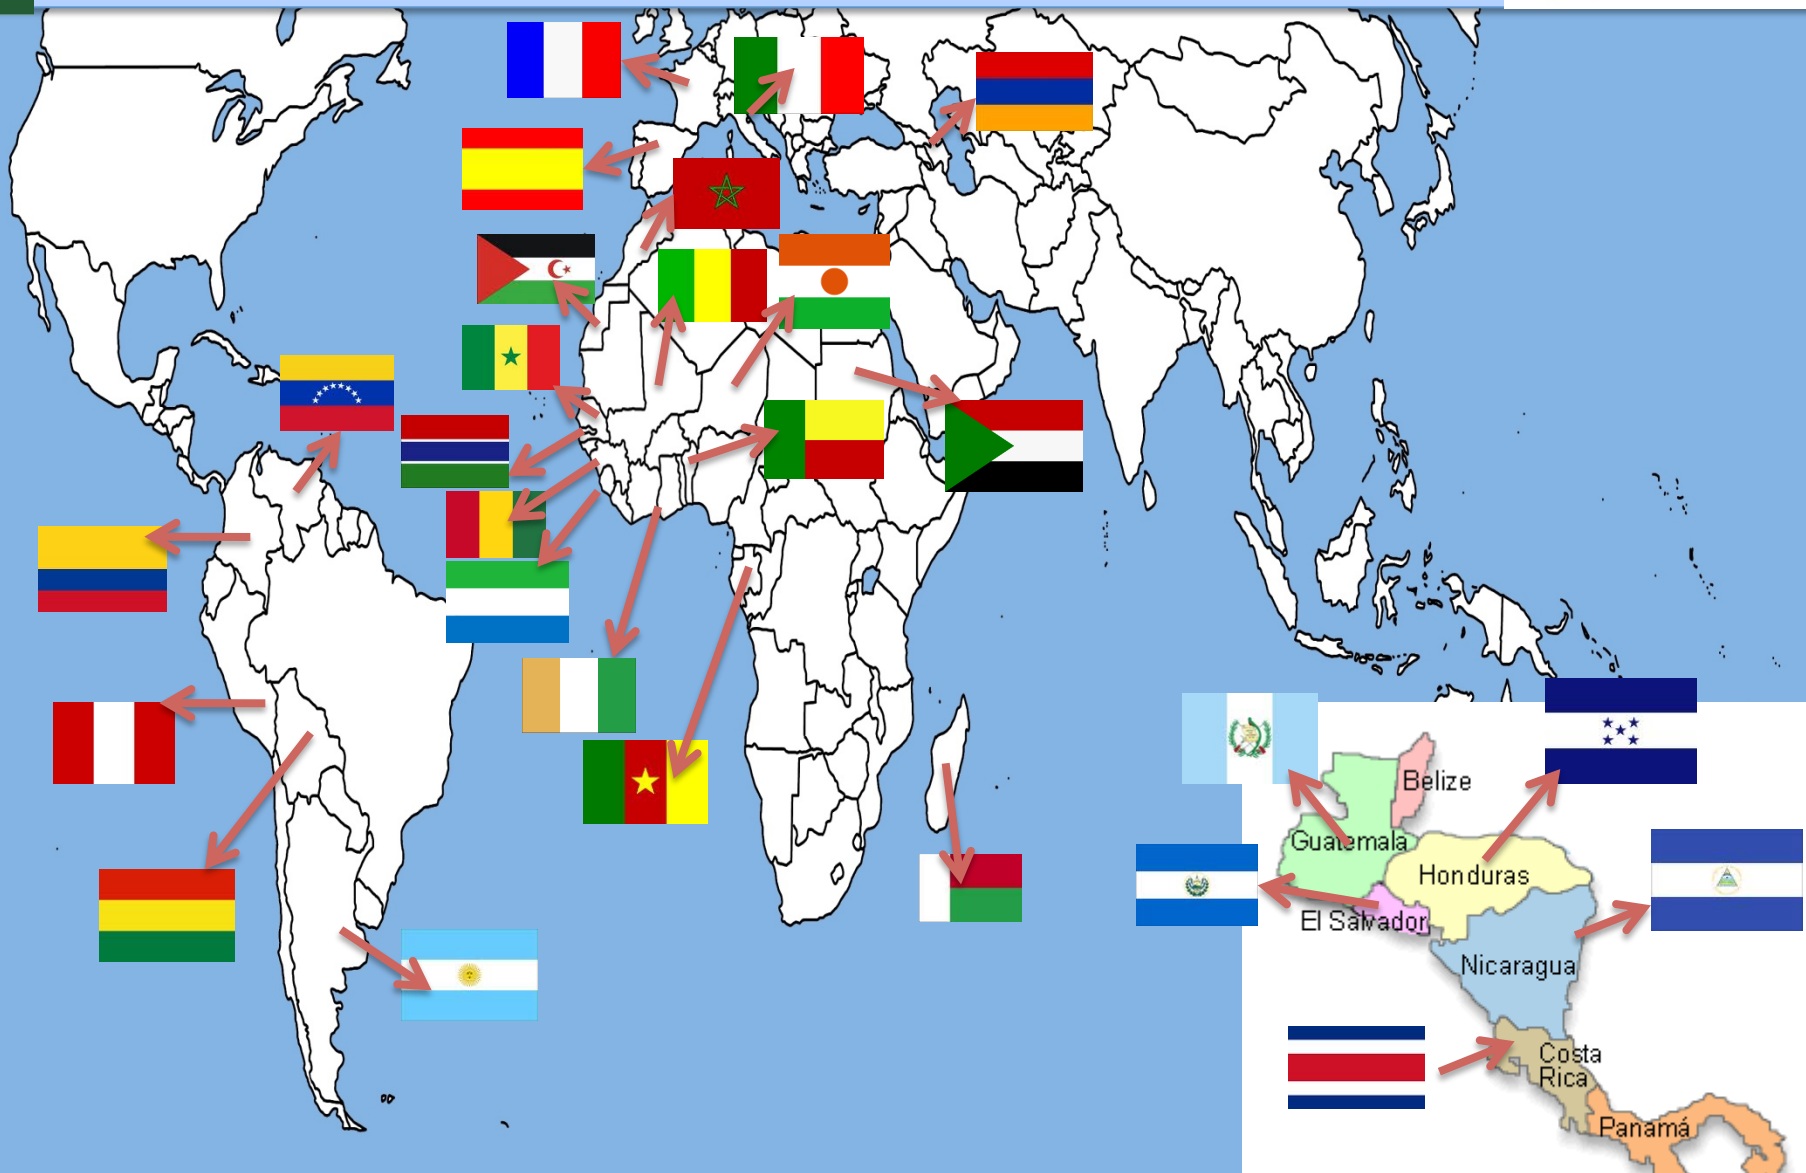 Belize
Guatemala
Honduras
El Salvador
Nicaragua
Costa
Rica
Panamá